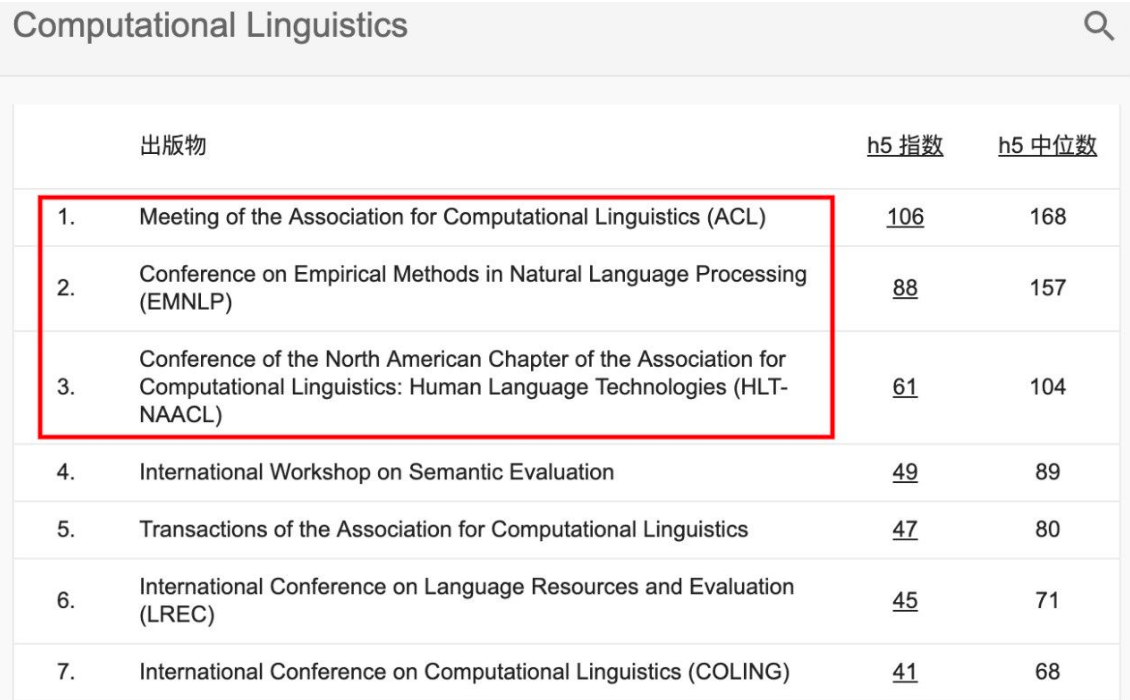 Computational Linguistics
出版物 h5 指数 h5 中位数
1. Meeting of the Association for Computational Linguistics (ACL) 106 168
2. Conference on Empirical Methods in Natural Language Processing
(EMNLP) 88 157
3. Conference of the North American Chapter of the Association for
Computational Linguistics: Human Language Technologies (HLT-
NAACL) 61 104
4. International Workshop on Semantic Evaluation 49 89
5. Transactions of the Association for Computational Linguistics 47 80
6. International Conference on Language Resources and Evaluation
(LREC) 45 71
7. International Conference on Computational Linguistics (COLING) 41 68